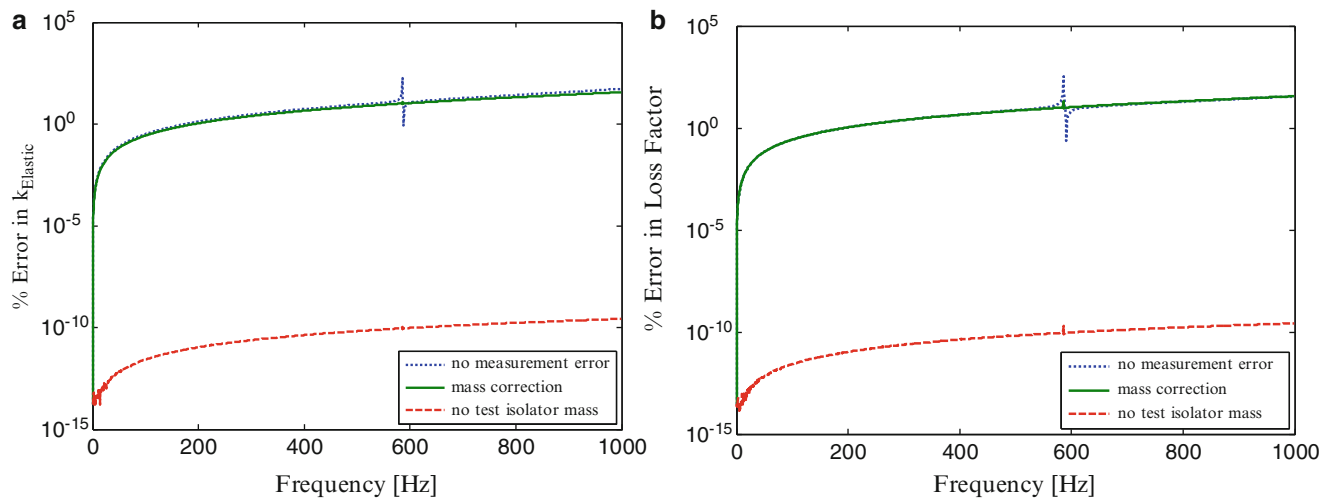 a
% Error in k_Elastic
10^5
10^0
10^-5
10^-10
10^-15
0
200
400
600
800
1000
Frequency [Hz]
no measurement error
mass correction
no test isolator mass
b
% Error in Loss Factor
10^5
10^0
10^-5
10^-10
10^-15
0
200
400
600
800
1000
Frequency [Hz]
no measurement error
mass correction
no test isolator mass